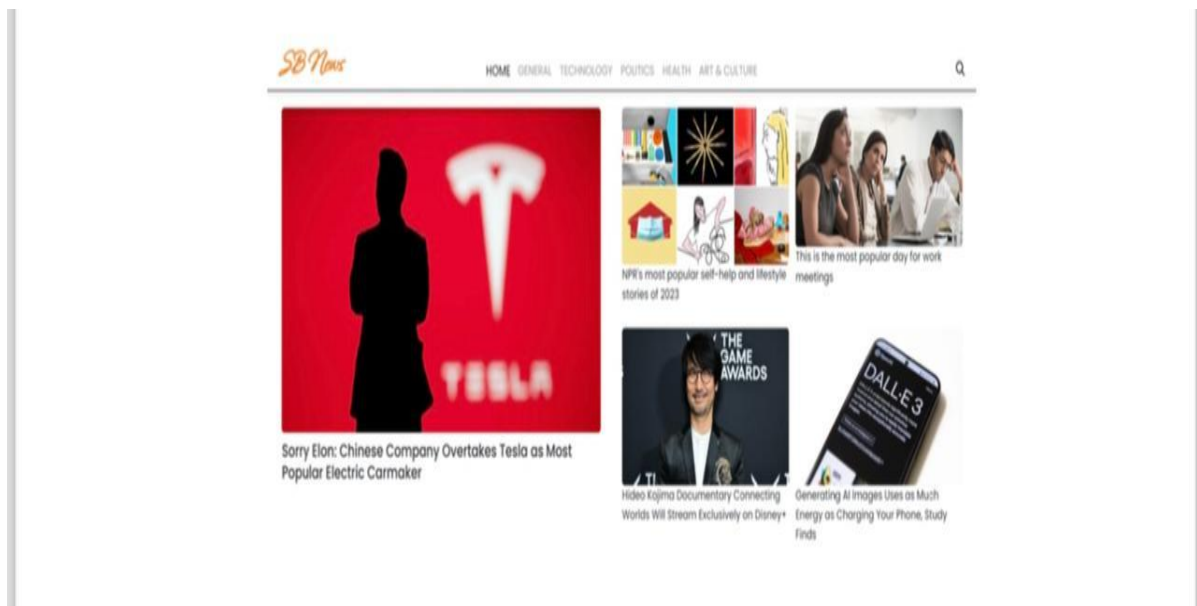 SB News
HOME GENERAL TECHNOLOGY POLITICS HEALTH ART & CULTURE
TESLA
Sorry Elon: Chinese Company Overtakes Tesla as Most
Popular Electric Carmaker
NPR's most popular self-help and lifestyle
stories of 2023
This is the most popular day for work
meetings
THE
GAME
AWARDS
Hideo Kojima Documentary Connecting
Worlds Will Stream Exclusively on Disney+
DALL·E 3
Generating AI Images Uses as Much
Energy as Charging Your Phone, Study
Finds